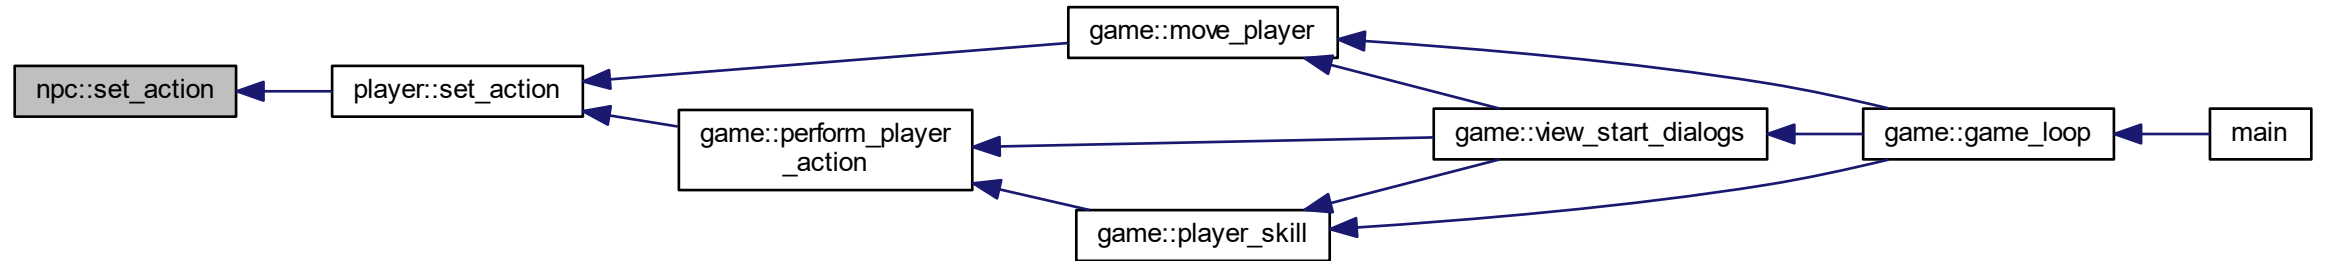 npc::set_action
player::set_action
game::move_player
game::perform_player
_action
game::player_skill
game::view_start_dialogs
game::game_loop
main